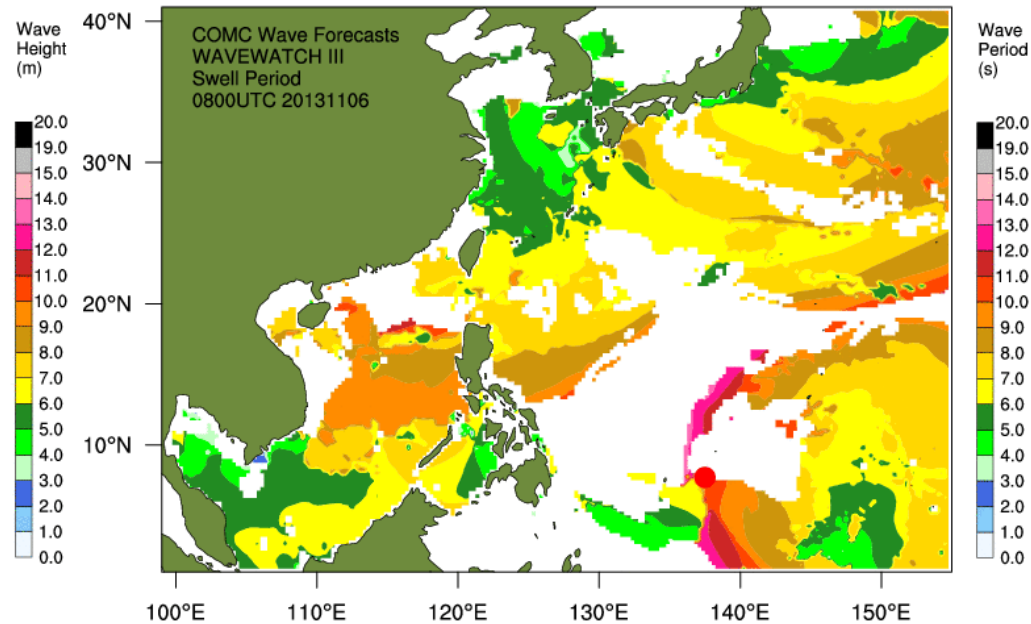 COMC Wave Forecasts
WAVEWATCH III
Swell Period
0800UTC 20131106
Wave
Height
(m)
20.0
19.0
15.0
14.0
13.0
12.0
11.0
10.0
9.0
8.0
7.0
6.0
5.0
4.0
3.0
2.0
1.0
0.0
40°N
30°N
20°N
10°N
100°E
110°E
120°E
130°E
140°E
150°E
Wave
Period
(s)
20.0
19.0
15.0
14.0
13.0
12.0
11.0
10.0
9.0
8.0
7.0
6.0
5.0
4.0
3.0
2.0
1.0
0.0